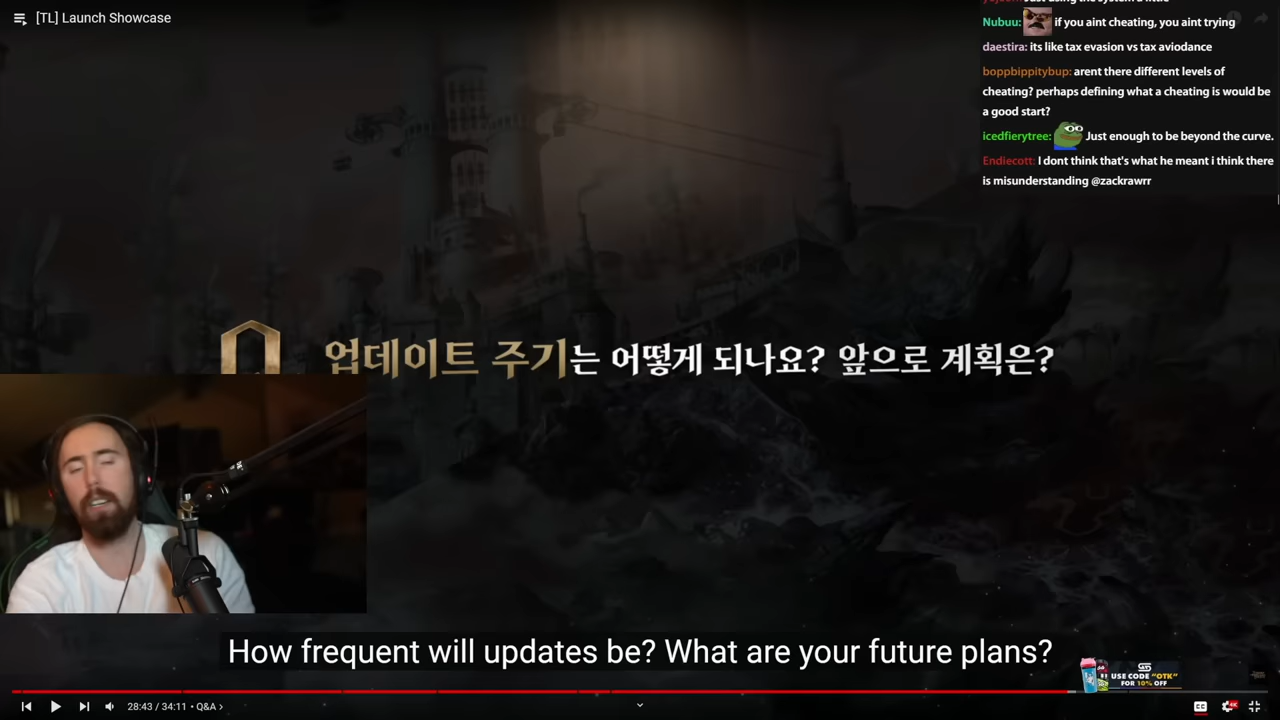 [TL] Launch Showcase
Nubuu: if you aint cheating, you aint trying
daestira: its like tax evasion vs tax aviodance
boppbippitybup: arent there different levels of
cheating? perhaps defining what a cheating is would be
a good start?
icedfierytree: Just enough to be beyond the curve.
Endiecott: I dont think that's what he meant i think there
is misunderstanding @zackrawrr
업데이트 주기는 어떻게 되나요? 앞으로 계획은?
How frequent will updates be? What are your future plans?
USE CODE "OTK"
FOR 10% OFF
28:43 / 34:11 • Q&A
CC